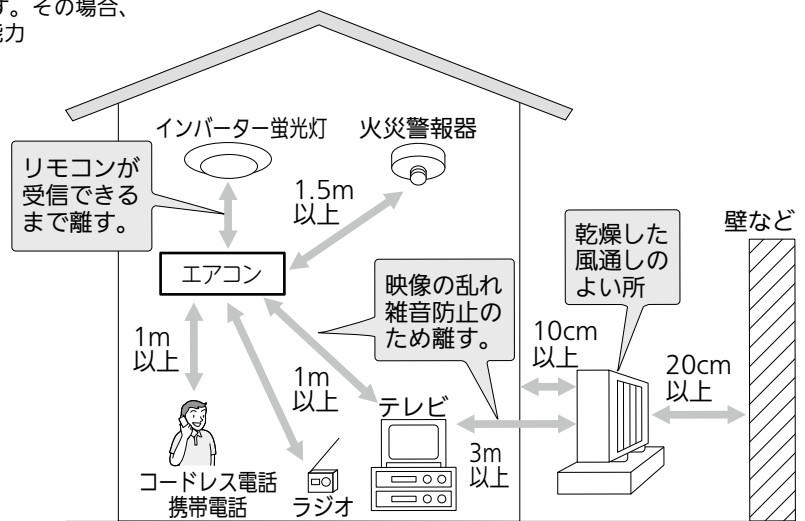 す。その場合、
能力
インバーター蛍光灯
火災警報器
リモコンが
受信できる
まで離す。
1.5m
以上
壁など
乾燥した
風通しの
よい所
エアコン
映像の乱れ
雑音防止の
ため離す。
1m
以上
10cm
以上
20cm
以上
1m
以上
テレビ
3m
以上
コードレス電話
携帯電話
ラジオ